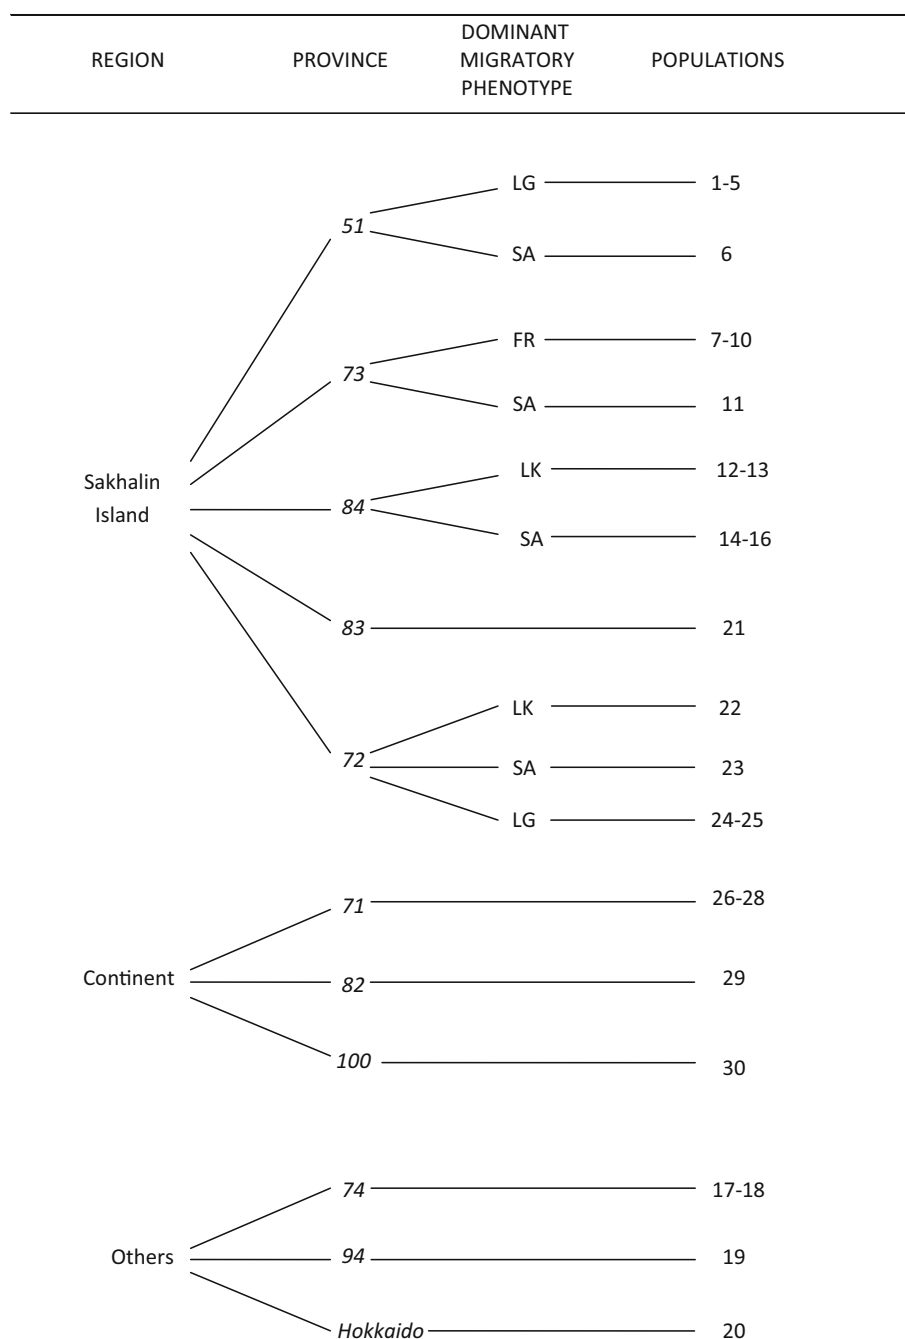 REGION
PROVINCE
DOMINANT
MIGRATORY
PHENOTYPE
POPULATIONS
LG
1-5
51
SA
6
FR
7-10
73
SA
11
Sakhalin
Island
LK
12-13
84
SA
14-16
83
21
LK
22
72
SA
23
LG
24-25
Continent
71
26-28
82
29
100
30
Others
74
17-18
94
19
Hokkaido
20